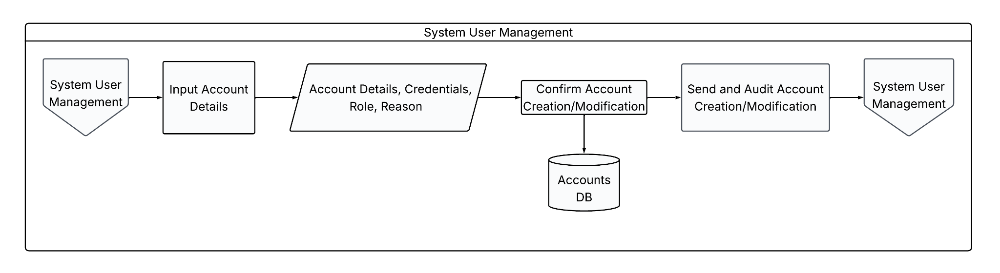 System User Management
System User
Management
Input Account
Details
Account Details, Credentials,
Role, Reason
Confirm Account
Creation/Modification
Send and Audit Account
Creation/Modification
System User
Management
Accounts
DB